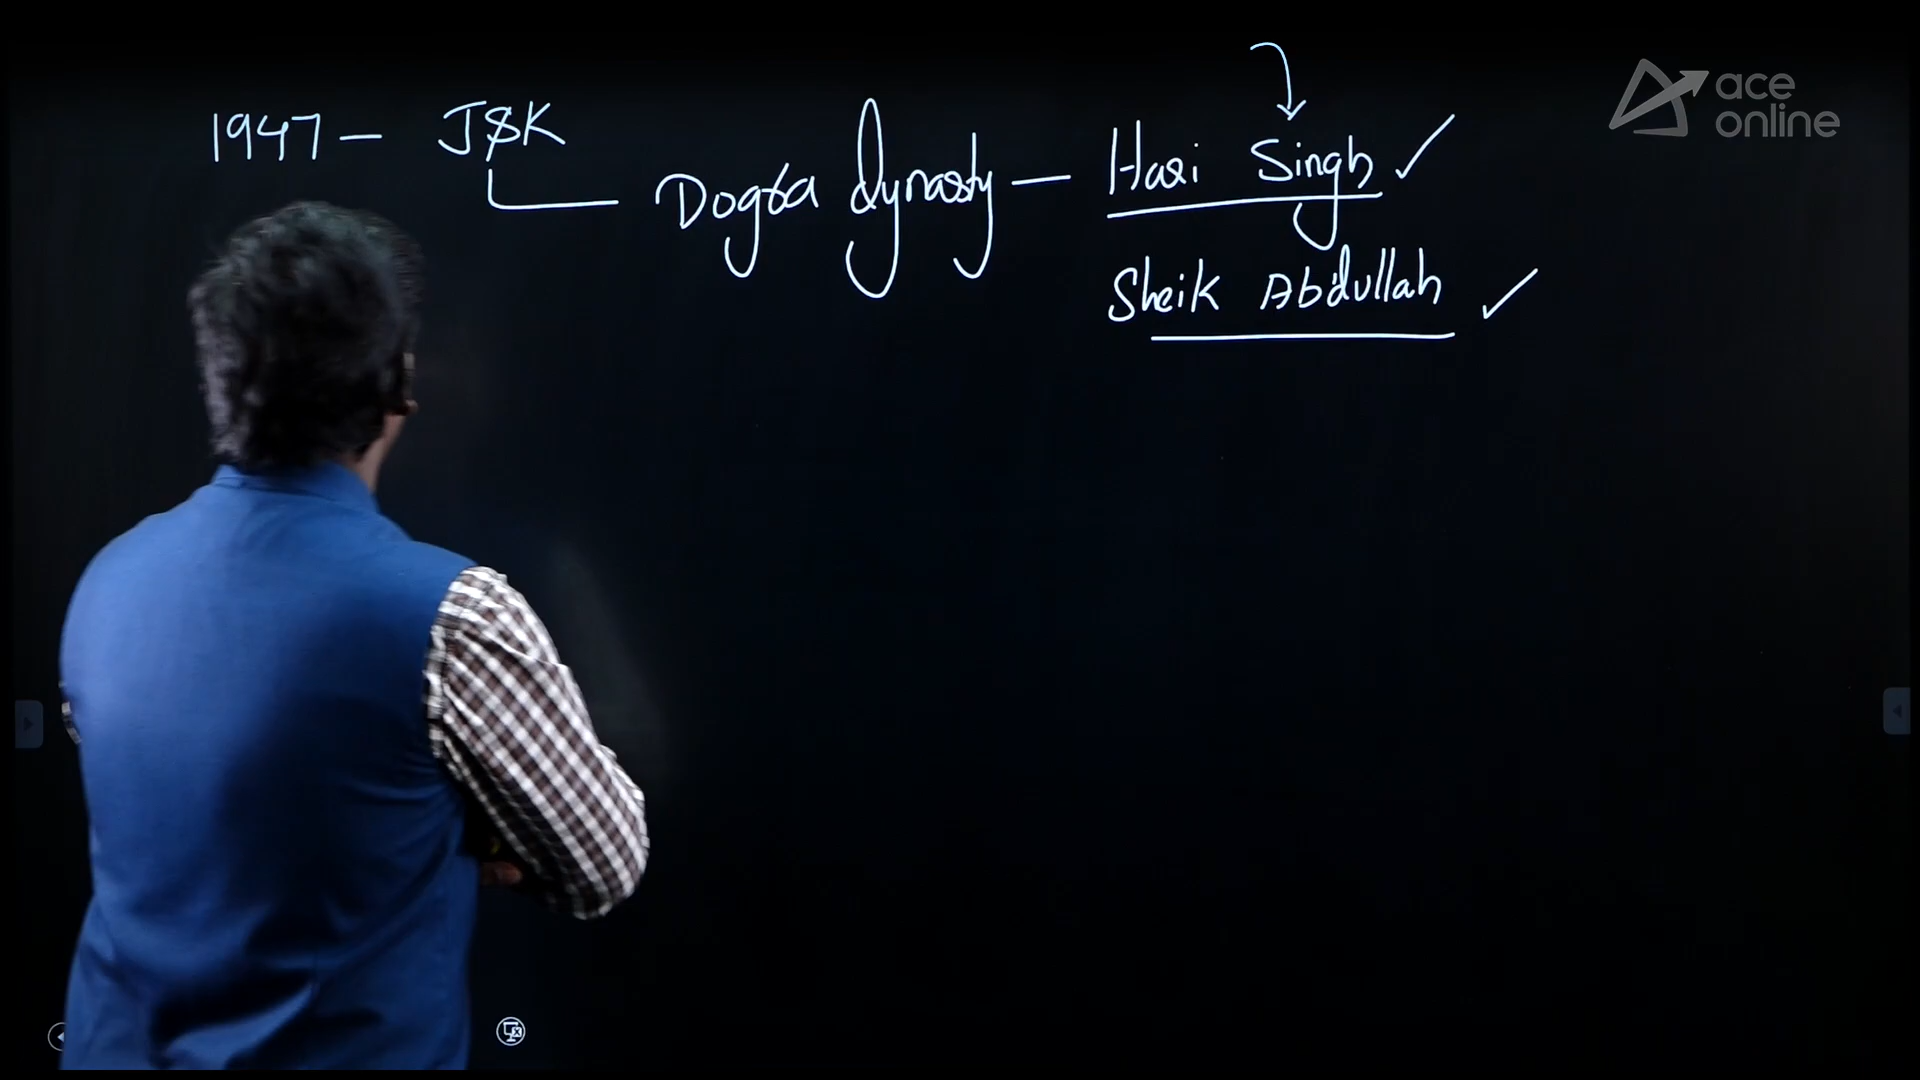 1947 — J&K
Dogra dynasty — Hari Singh ✓
Sheik Abdullah ✓
ace
online